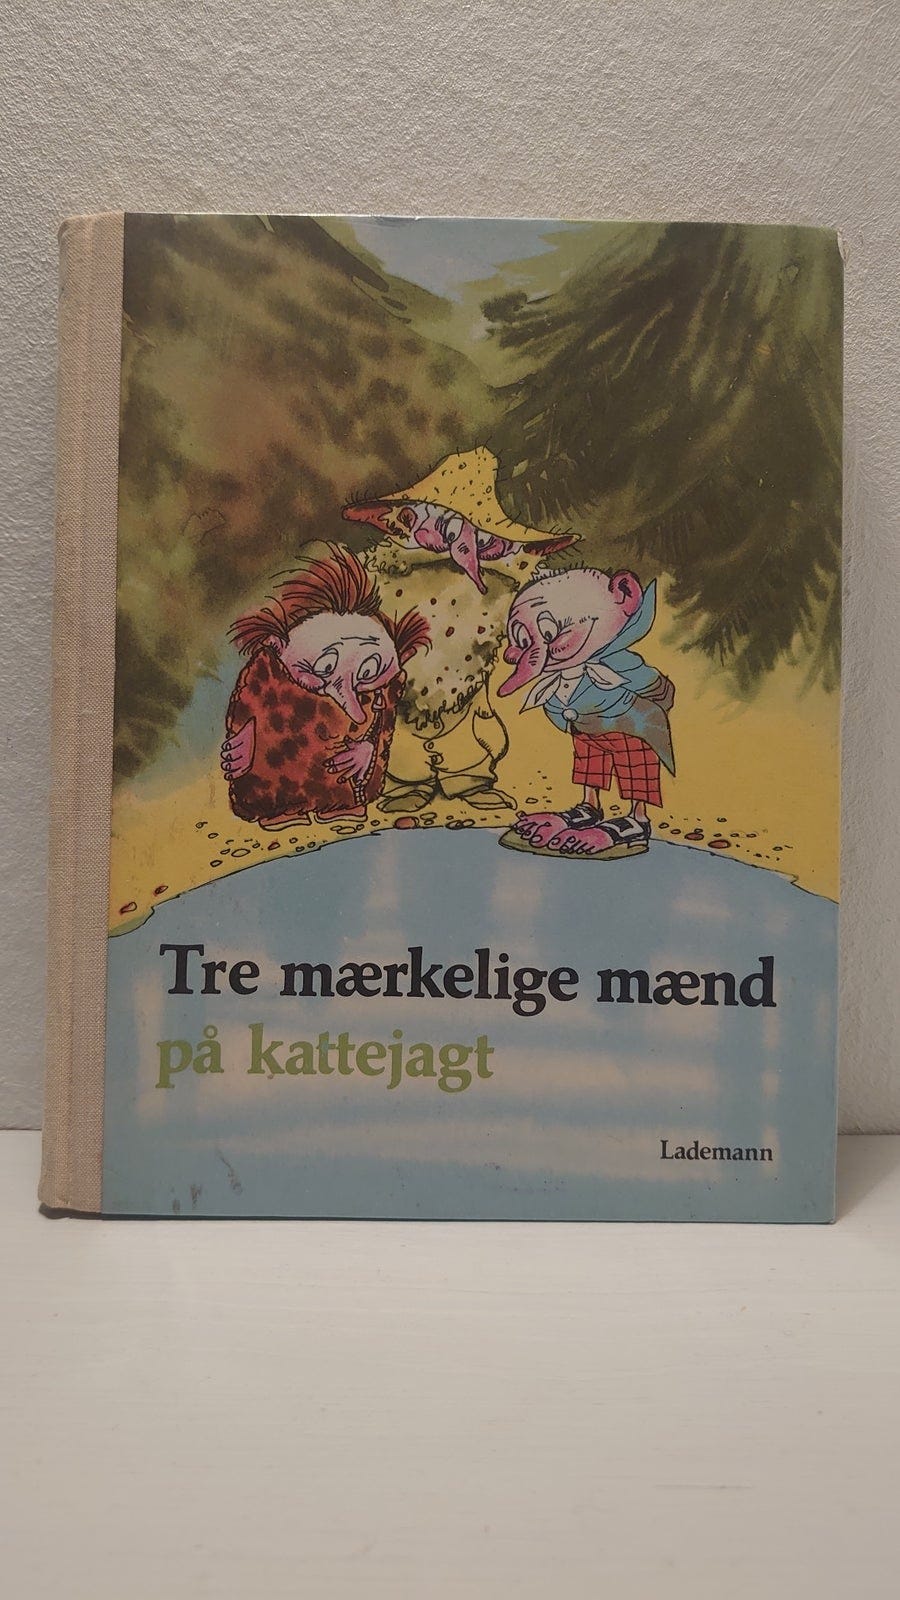 Tre mærkelige mænd
på kattejagt
Lademann